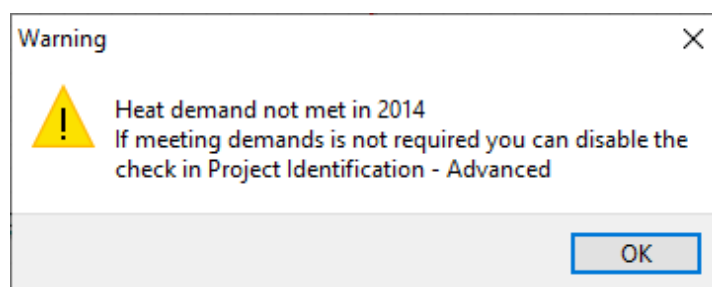 Warning
Heat demand not met in 2014
If meeting demands is not required you can disable the
check in Project Identification - Advanced
OK